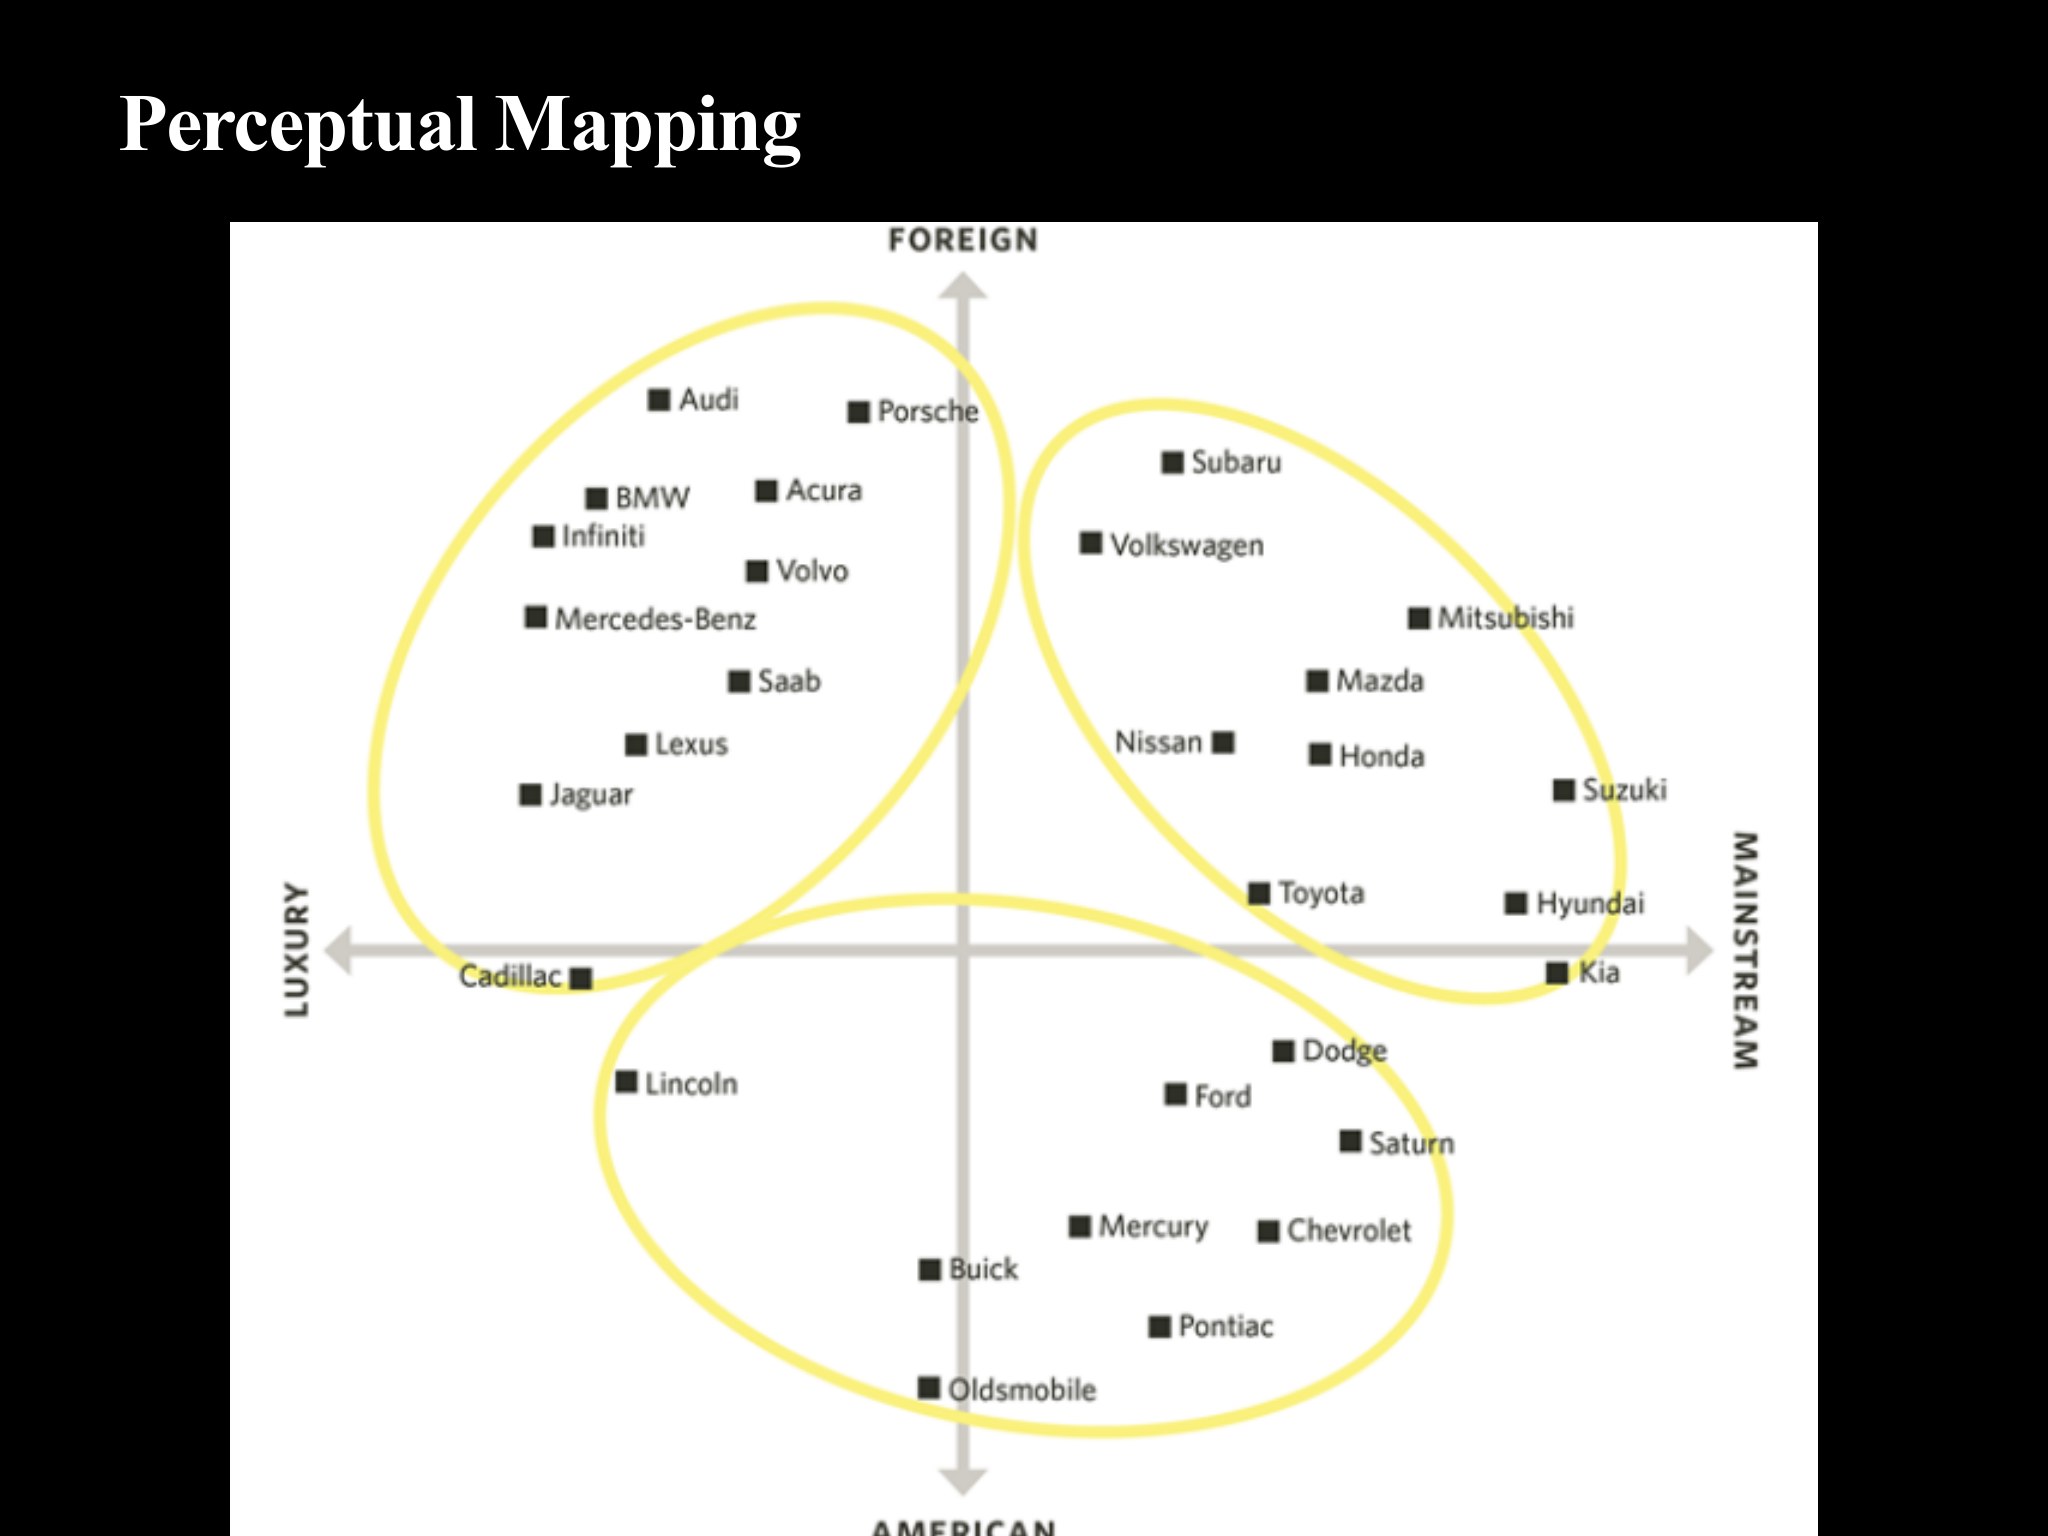 Perceptual Mapping
FOREIGN
Audi
Porsche
Subaru
BMW
Acura
Infiniti
Volkswagen
Volvo
Mercedes-Benz
Mitsubishi
Saab
Mazda
Lexus
Nissan
Honda
Jaguar
Suzuki
LUXURY
MAINSTREAM
Toyota
Hyundai
Cadillac
Kia
Dodge
Lincoln
Ford
Saturn
Mercury
Chevrolet
Buick
Pontiac
Oldsmobile
AMERICAN